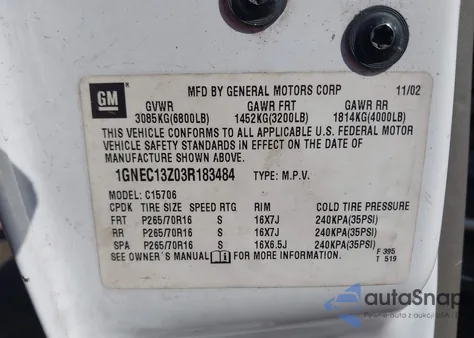 GM
MFD BY GENERAL MOTORS CORP 11/02
GVWR GAWR FRT GAWR RR
3085KG(6800LB) 1452KG(3200LB) 1814KG(4000LB)
THIS VEHICLE CONFORMS TO ALL APPLICABLE U.S. FEDERAL MOTOR
VEHICLE SAFETY STANDARDS IN EFFECT ON THE DATE OF
MANUFACTURE SHOWN ABOVE.
1GNEC13Z03R183484 TYPE: M.P.V.
MODEL: C15706
CPDK TIRE SIZE SPEED RTG RIM COLD TIRE PRESSURE
FRT P265/70R16 S 16X7J 240KPA(35PSI)
RR P265/70R16 S 16X7J 240KPA(35PSI)
SPA P265/70R16 S 16X6.5J 240KPA(35PSI)
SEE OWNER'S MANUAL FOR MORE INFORMATION.
F 395
T 519
autoSnap
Auta z aukcji USA